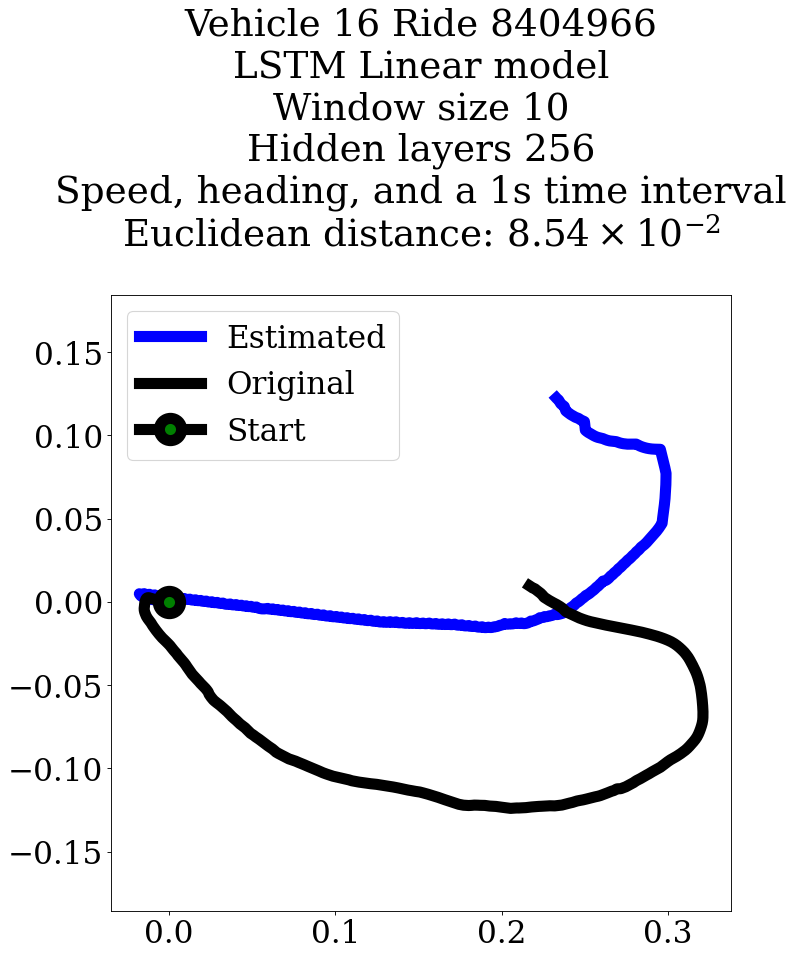 Vehicle 16 Ride 8404966
LSTM Linear model
Window size 10
Hidden layers 256
Speed, heading, and a 1s time interval
Euclidean distance: 8.54 × 10⁻²
Estimated
Original
Start
0.15
0.10
0.05
0.00
−0.05
−0.10
−0.15
0.0 0.1 0.2 0.3